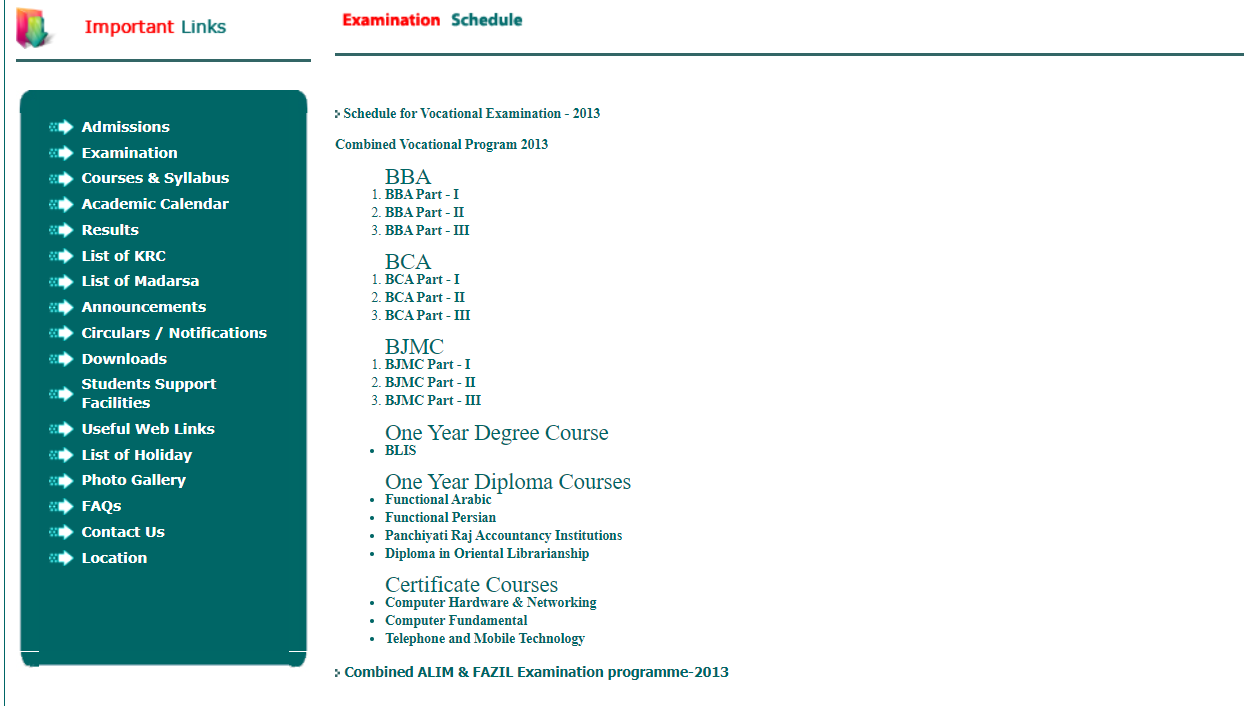 Important Links
Admissions
Examination
Courses & Syllabus
Academic Calendar
Results
List of KRC
List of Madarsa
Announcements
Circulars / Notifications
Downloads
Students Support
Facilities
Useful Web Links
List of Holiday
Photo Gallery
FAQs
Contact Us
Location
Examination Schedule
Schedule for Vocational Examination - 2013
Combined Vocational Program 2013
BBA
1. BBA Part - I
2. BBA Part - II
3. BBA Part - III
BCA
1. BCA Part - I
2. BCA Part - II
3. BCA Part - III
BJMC
1. BJMC Part - I
2. BJMC Part - II
3. BJMC Part - III
One Year Degree Course
• BLIS
One Year Diploma Courses
• Functional Arabic
• Functional Persian
• Panchiyati Raj Accountancy Institutions
• Diploma in Oriental Librarianship
Certificate Courses
• Computer Hardware & Networking
• Computer Fundamental
• Telephone and Mobile Technology
Combined ALIM & FAZIL Examination programme-2013